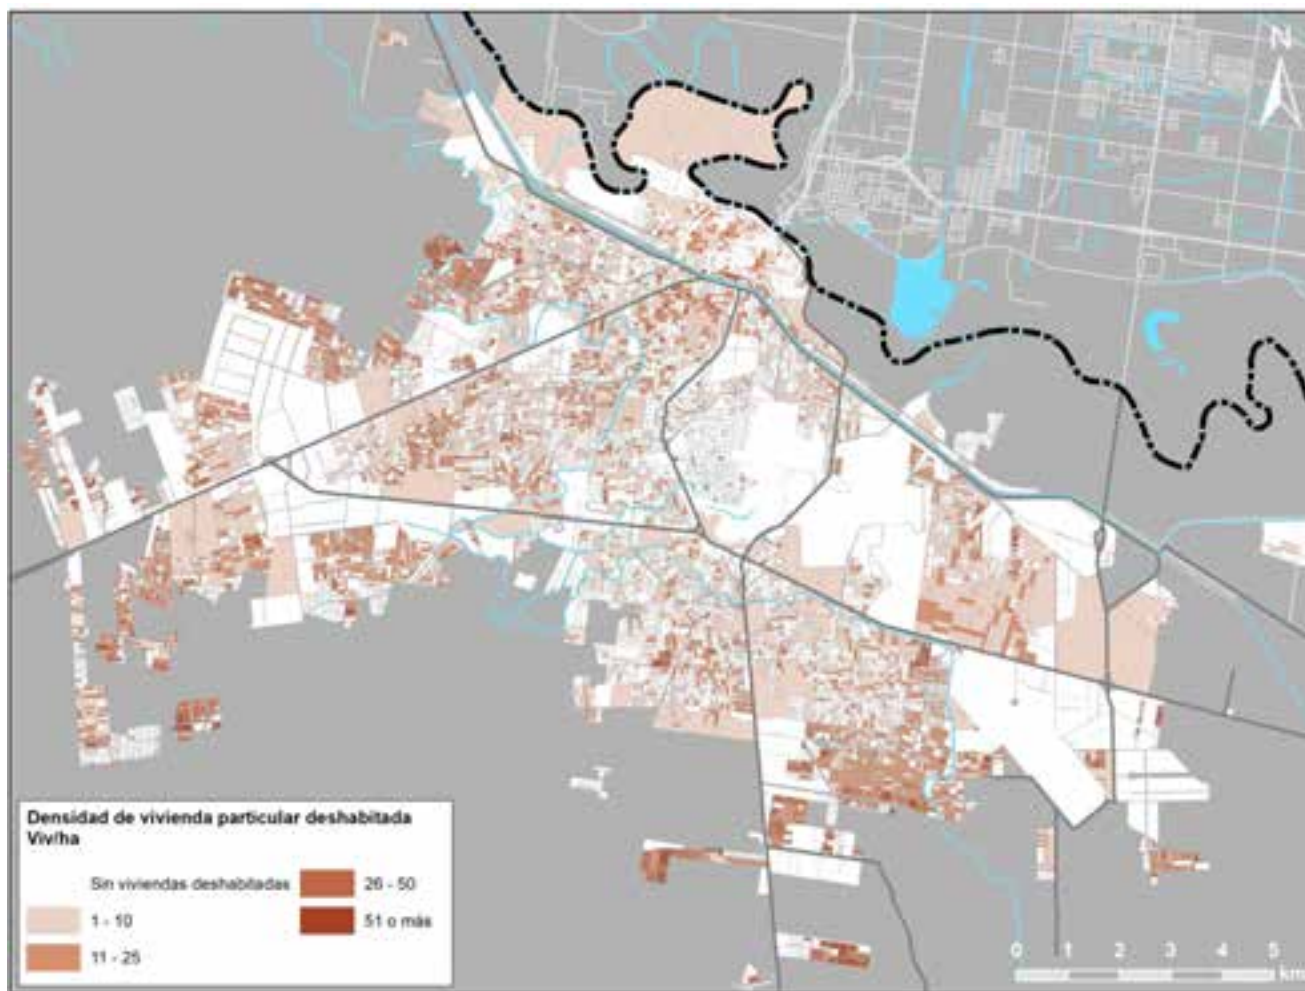 N
Densidad de vivienda particular deshabitada
Viv/ha
Sin viviendas deshabitadas
1 - 10
11 - 25
26 - 50
51 o más
0 1 2 3 4 5
km